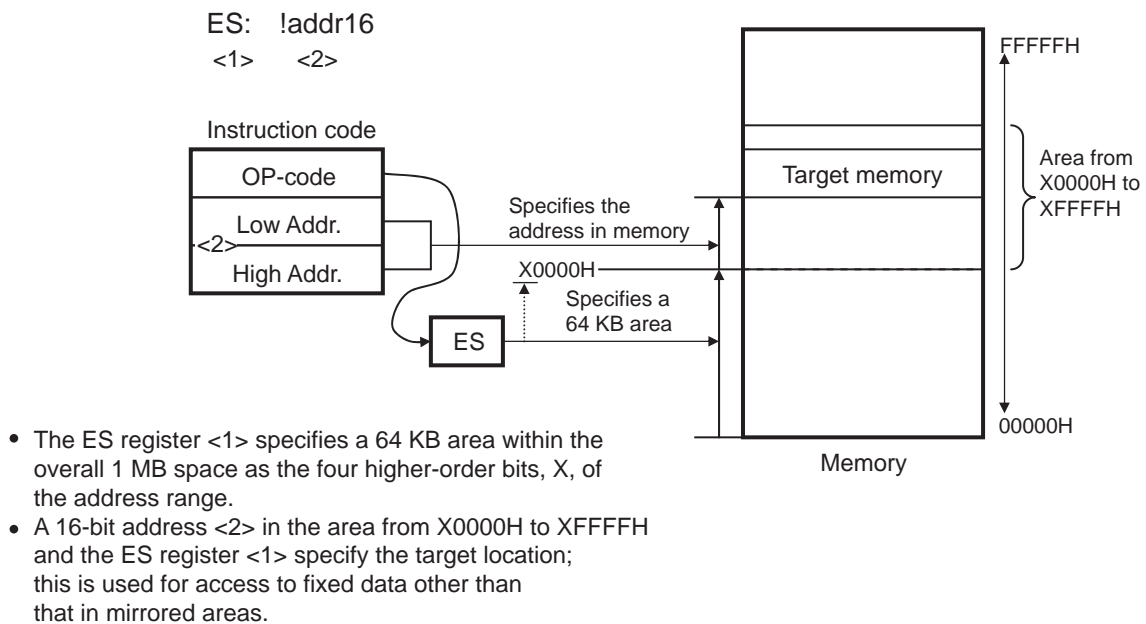 ES: !addr16
<1> <2>
Instruction code
OP-code
Low Addr.
<2>
High Addr.
ES
Specifies the
address in memory
X0000H
Specifies a
64 KB area
FFFFFH
Target memory
Area from
X0000H to
XFFFFH
00000H
Memory
• The ES register <1> specifies a 64 KB area within the
overall 1 MB space as the four higher-order bits, X, of
the address range.
• A 16-bit address <2> in the area from X0000H to XFFFFH
and the ES register <1> specify the target location;
this is used for access to fixed data other than
that in mirrored areas.